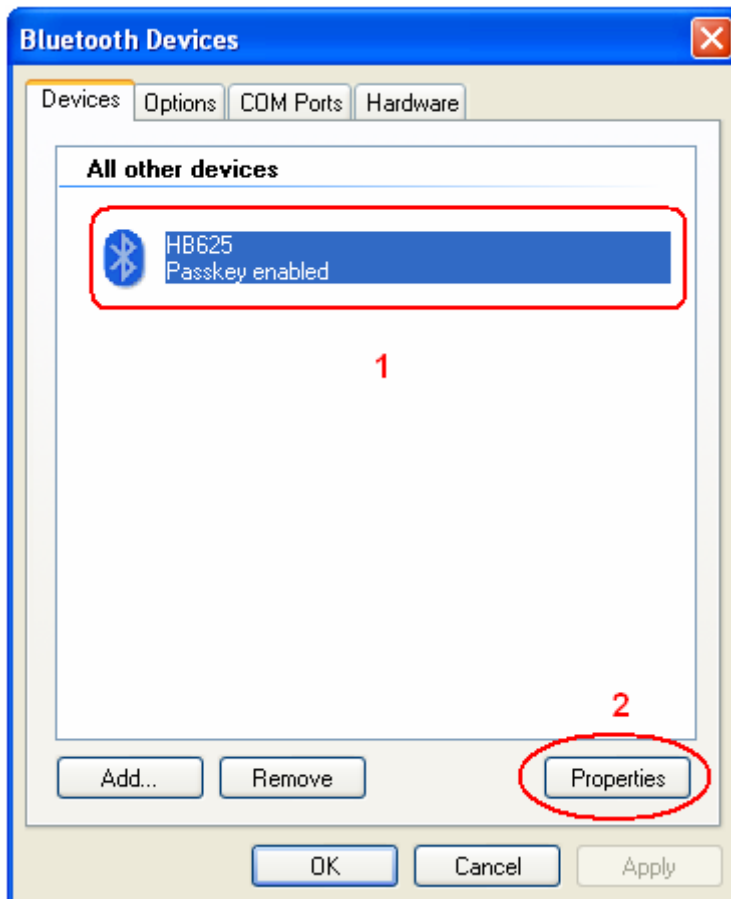 Bluetooth Devices
Devices Options COM Ports Hardware
All other devices
HB625
Passkey enabled
1
2
Add... Remove Properties
OK Cancel Apply